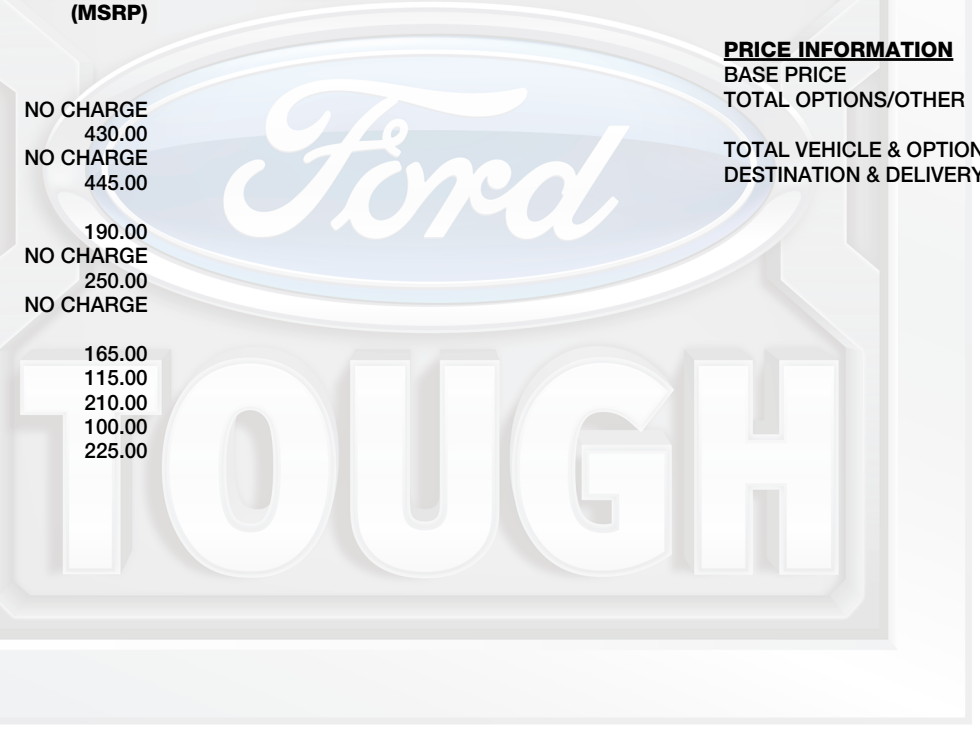 (MSRP)
NO CHARGE
430.00
NO CHARGE
445.00
190.00
NO CHARGE
250.00
NO CHARGE
165.00
115.00
210.00
100.00
225.00
PRICE INFORMATION
BASE PRICE
TOTAL OPTIONS/OTHER
TOTAL VEHICLE & OPTION
DESTINATION & DELIVERY
Ford
TOUGH